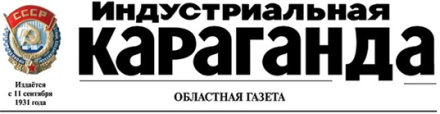 СССР
Индустриальная
КАРАГАНДА
Издаётся
с 11 сентября
1931 года
ОБЛАСТНАЯ ГАЗЕТА